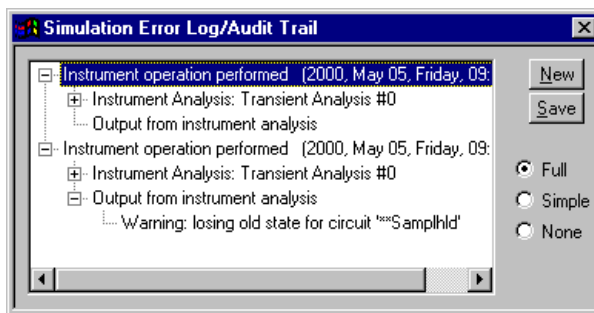 Simulation Error Log/Audit Trail
Instrument operation performed (2000, May 05, Friday, 09:
Instrument Analysis: Transient Analysis #0
Output from instrument analysis
Instrument operation performed (2000, May 05, Friday, 09:
Instrument Analysis: Transient Analysis #0
Output from instrument analysis
Warning: losing old state for circuit '**Samplhld'
New
Save
Full
Simple
None